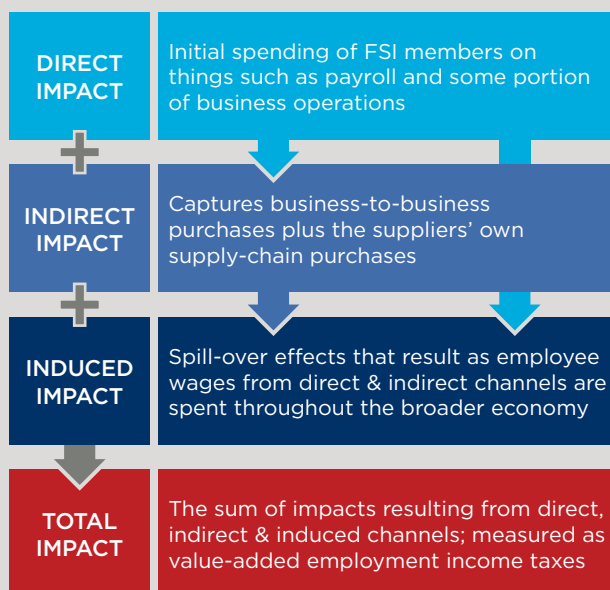 DIRECT
IMPACT
Initial spending of FSI members on
things such as payroll and some portion
of business operations
+
INDIRECT
IMPACT
Captures business-to-business
purchases plus the suppliers’ own
supply-chain purchases
+
INDUCED
IMPACT
Spill-over effects that result as employee
wages from direct & indirect channels are
spent throughout the broader economy
TOTAL
IMPACT
The sum of impacts resulting from direct,
indirect & induced channels; measured as
value-added employment income taxes